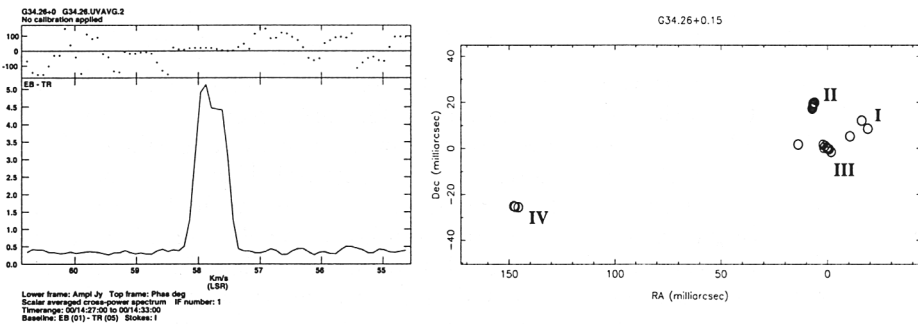 G34.26+0 G34.26.UVAVG.2
No calibration applied
100
0
-100
EB - TR
5.0
4.5
4.0
3.5
3.0
2.5
2.0
1.5
1.0
0.5
0.0
60 59 58 57 56 55
Km/s
(LSR)
Lower frame: Ampl Jy Top frame: Phas deg
Scalar averaged cross-power spectrum IF number: 1
Timerange: 00/14:27:00 to 00/14:33:00
Baseline: EB (01) - TR (05) Stokes: I
G34.26+0.15
Dec (milliarcsec)
40
20
0
-20
-40
II
I
III
IV
150 100 50 0
RA (milliarcsec)